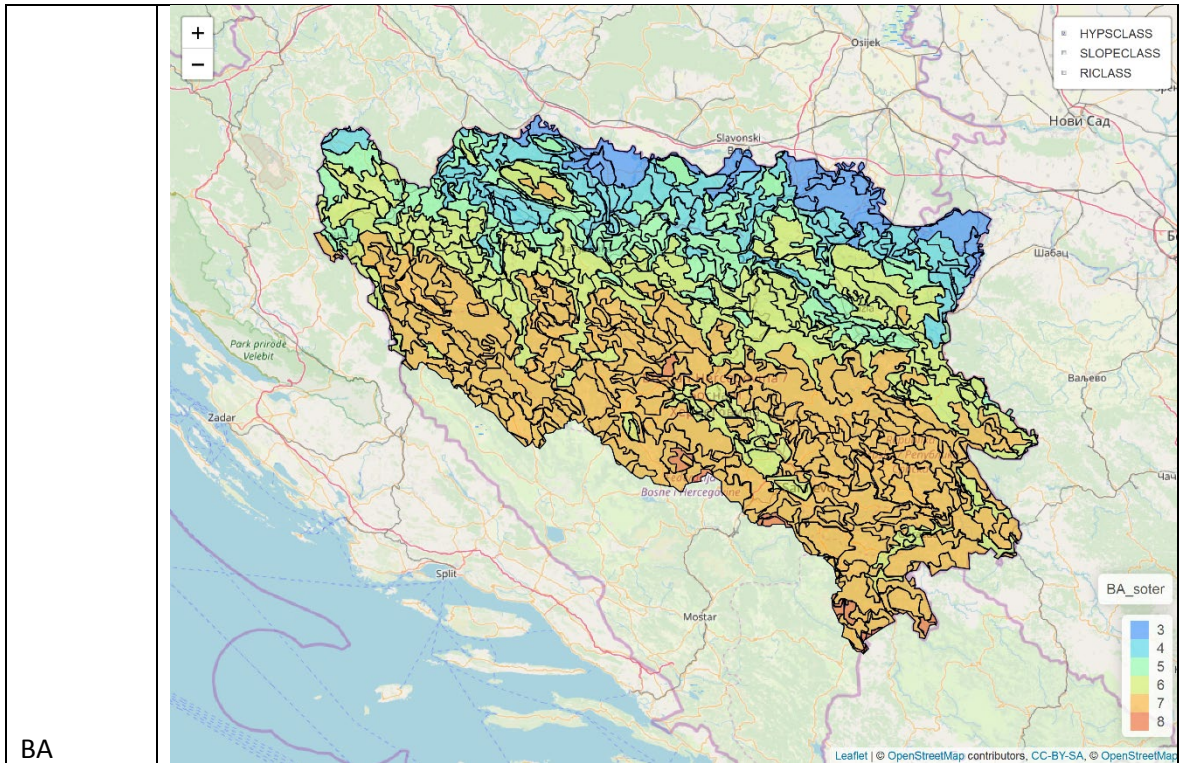 BA
+
−
HYPSCLASS
SLOPECLASS
RICLASS
Osijek
Нови Сад
Slavonski
Шабац
Park prirode
Velebit
Ваљево
Zadar
Bosne i Hercegovine
Split
Mostar
BA_soter
3
4
5
6
7
8
Leaflet | © OpenStreetMap contributors, CC-BY-SA, © OpenStreetMap